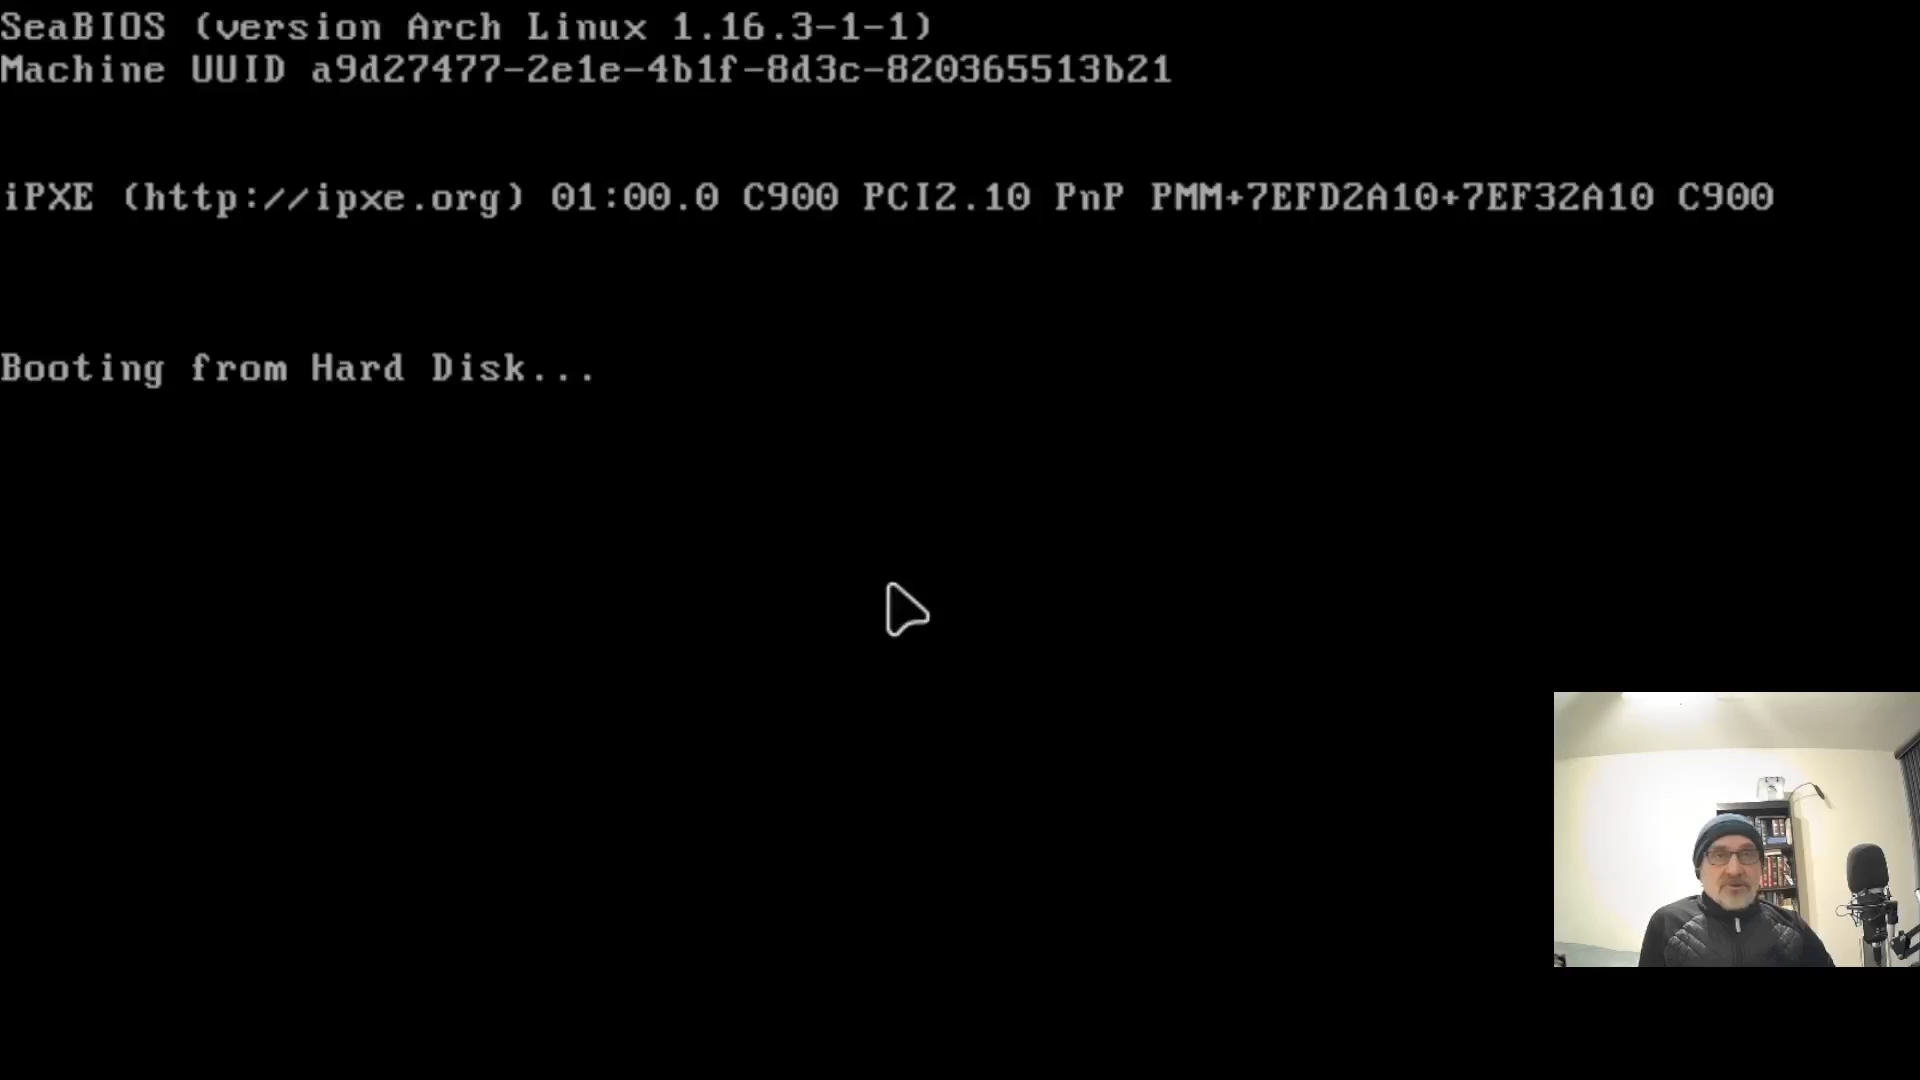 SeaBIOS (version Arch Linux 1.16.3-1-1)
Machine UUID a9d27477-2e1e-4b1f-8d3c-820365513b21
iPXE (http://ipxe.org) 01:00.0 C900 PCI2.10 PnP PMM+7EFD2A10+7EF32A10 C900
Booting from Hard Disk...